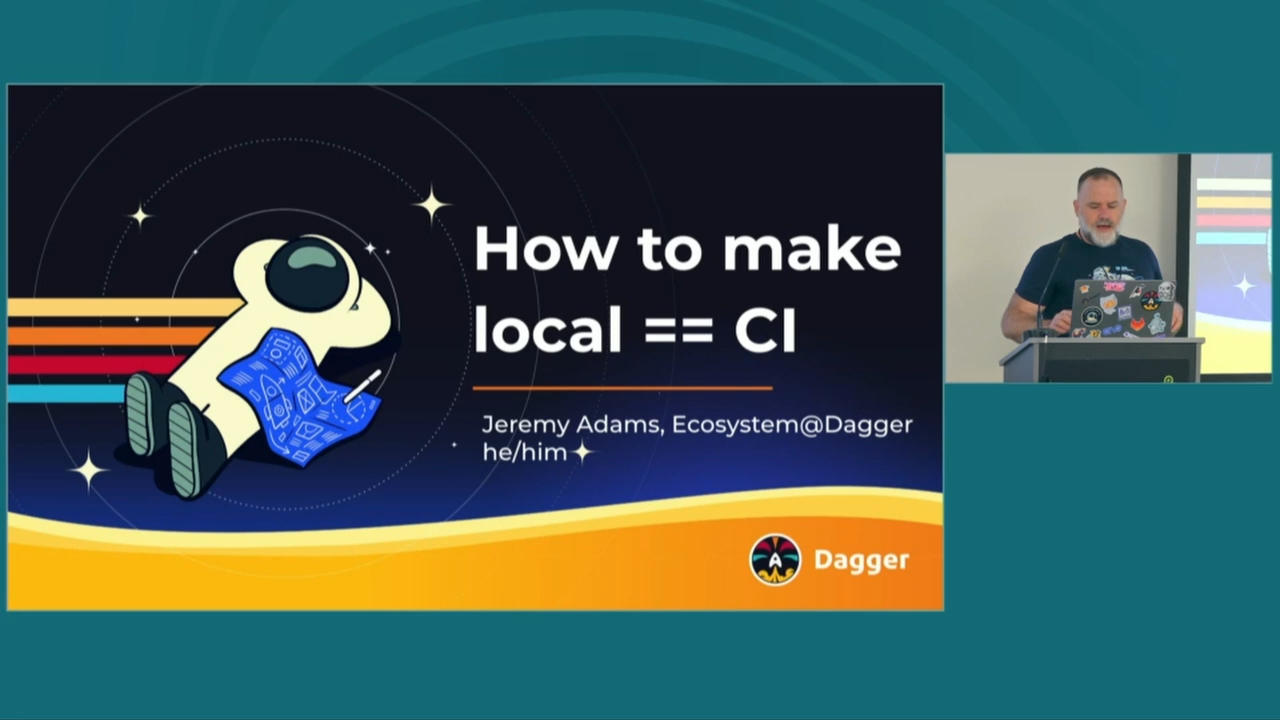 How to make
local == CI
Jeremy Adams, Ecosystem@Dagger
he/him
Dagger